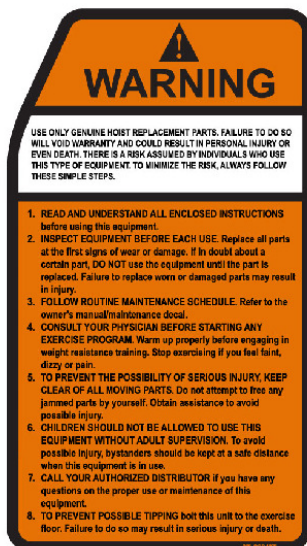 WARNING
USE ONLY GENUINE HOIST REPLACEMENT PARTS. FAILURE TO DO SO
WILL VOID WARRANTY AND COULD RESULT IN PERSONAL INJURY OR
EVEN DEATH. THERE IS A RISK ASSUMED BY INDIVIDUALS WHO USE
THIS TYPE OF EQUIPMENT. TO MINIMIZE THE RISK, ALWAYS FOLLOW
THESE SIMPLE STEPS.
1. READ AND UNDERSTAND ALL ENCLOSED INSTRUCTIONS
before using this equipment.
2. INSPECT EQUIPMENT BEFORE EACH USE. Replace all parts
at the first signs of wear or damage. If in doubt about a
certain part, DO NOT use the equipment until the part is
replaced. Failure to replace worn or damaged parts may result
in injury.
3. FOLLOW ROUTINE MAINTENANCE SCHEDULE. Refer to the
owner's manual/maintenance decal.
4. CONSULT YOUR PHYSICIAN BEFORE STARTING ANY
EXERCISE PROGRAM. Warm up properly before engaging in
weight resistance training. Stop exercising if you feel faint,
dizzy or pain.
5. TO PREVENT THE POSSIBILITY OF SERIOUS INJURY, KEEP
CLEAR OF ALL MOVING PARTS. Do not attempt to free any
jammed parts by yourself. Obtain assistance to avoid
possible injury.
6. CHILDREN SHOULD NOT BE ALLOWED TO USE THIS
EQUIPMENT WITHOUT ADULT SUPERVISION. To avoid
possible injury, bystanders should be kept at a safe distance
when this equipment is in use.
7. CALL YOUR AUTHORIZED DISTRIBUTOR if you have any
questions on the proper use or maintenance of this
equipment.
8. TO PREVENT POSSIBLE TIPPING bolt this unit to the exercise
floor. Failure to do so may result in serious injury or death.